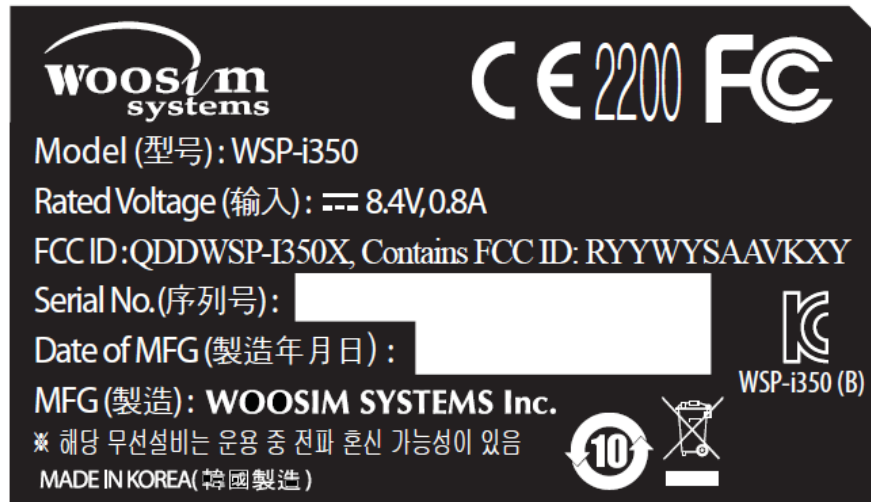 Woosim
systems
CE 2200 FC
Model (型号) : WSP-i350
Rated Voltage (输入) : ⎓ 8.4V, 0.8A
FCC ID : QDDWSP-I350X, Contains FCC ID: RYYWYSAAVKXY
Serial No. (序列号) :
Date of MFG (製造年月日) :
WSP-i350 (B)
MFG (製造) : WOOSIM SYSTEMS Inc.
※ 해당 무선설비는 운용 중 전파 혼신 가능성이 있음
10
MADE IN KOREA( 韓國製造 )